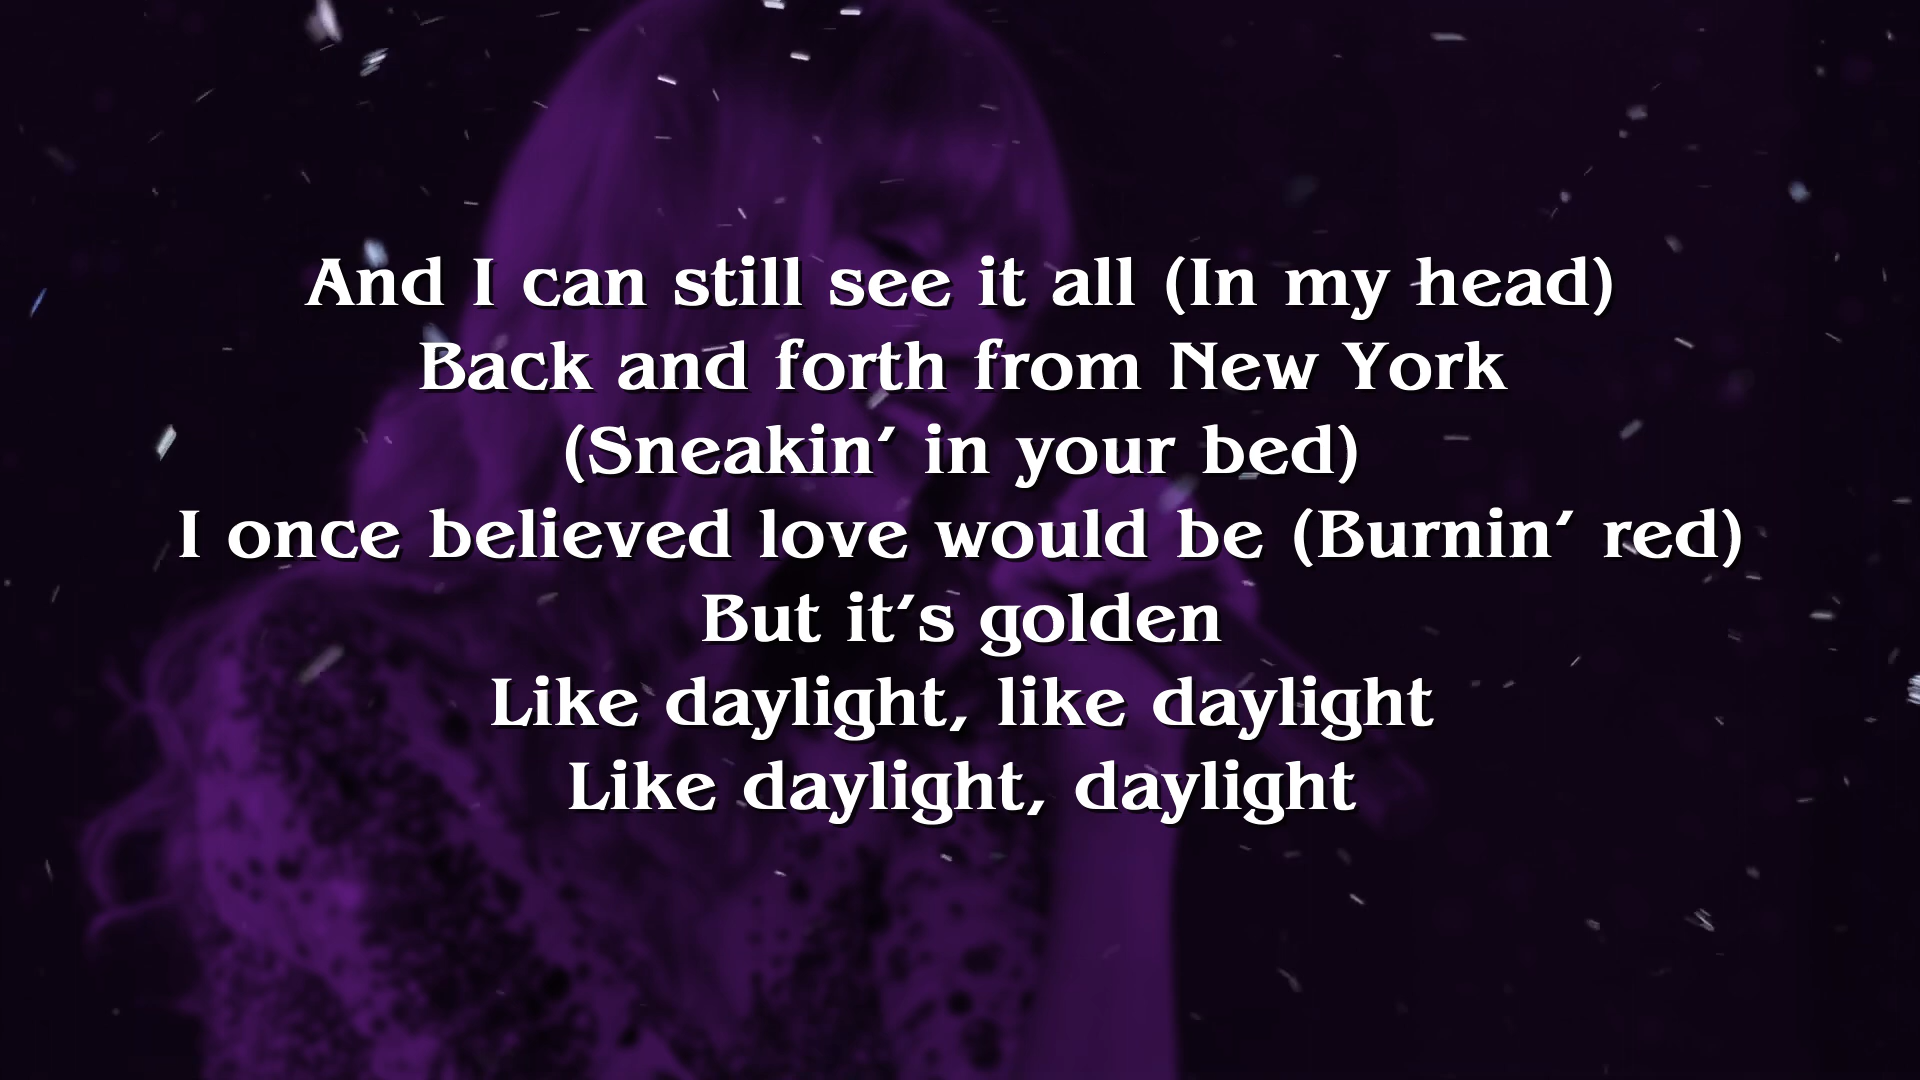 And I can still see it all (In my head)
Back and forth from New York
(Sneakin’ in your bed)
I once believed love would be (Burnin’ red)
But it’s golden
Like daylight, like daylight
Like daylight, daylight